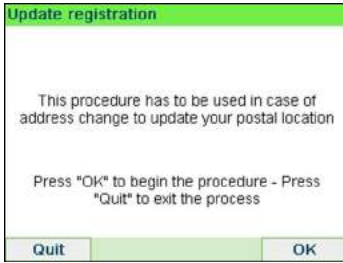 Update registration
This procedure has to be used in case of
address change to update your postal location
Press "OK" to begin the procedure - Press
"Quit" to exit the process
Quit
OK